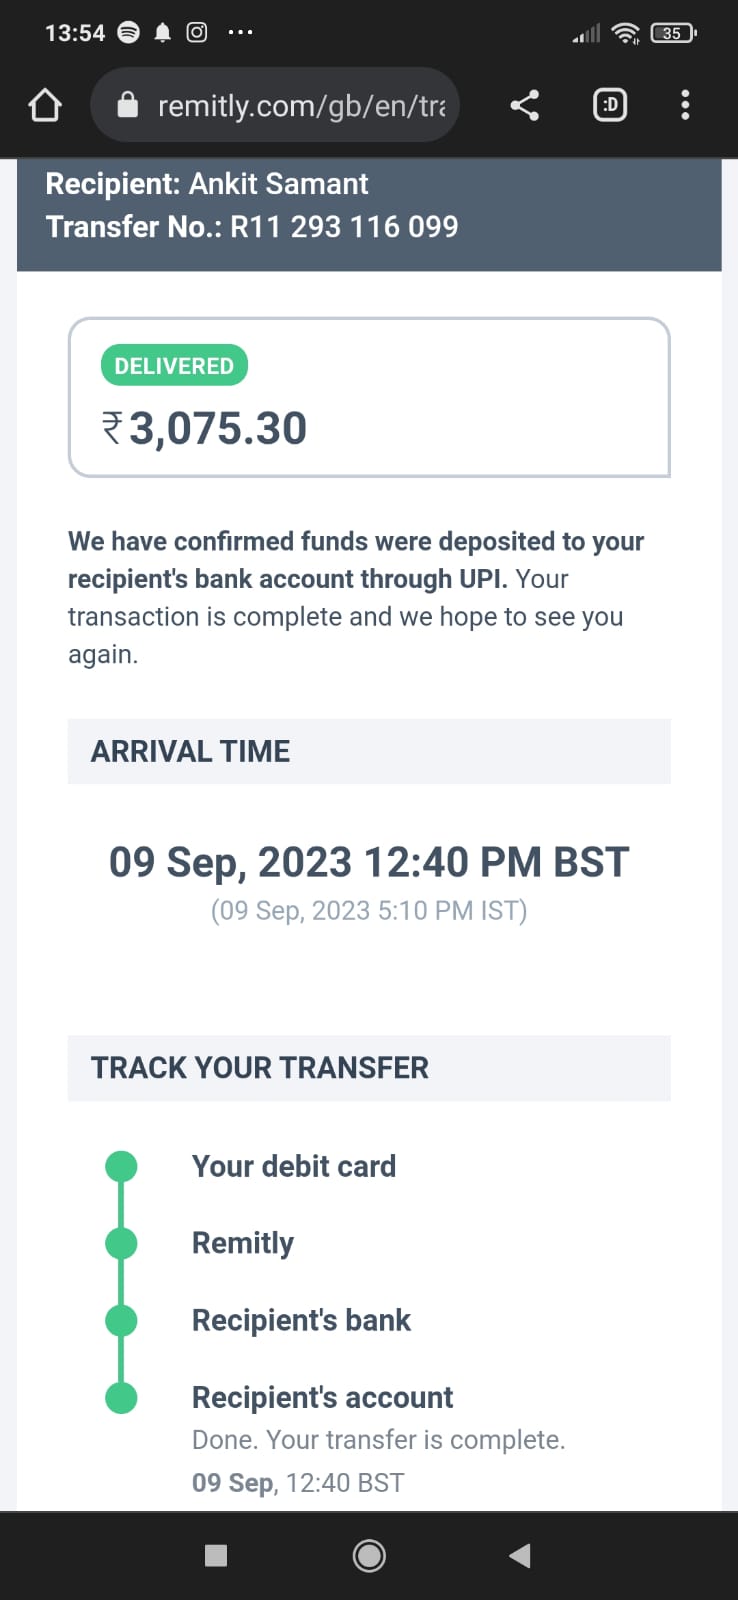 13:54
35
remitly.com/gb/en/tra
:D
Recipient: Ankit Samant
Transfer No.: R11 293 116 099
DELIVERED
₹3,075.30
We have confirmed funds were deposited to your
recipient's bank account through UPI. Your
transaction is complete and we hope to see you
again.
ARRIVAL TIME
09 Sep, 2023 12:40 PM BST
(09 Sep, 2023 5:10 PM IST)
TRACK YOUR TRANSFER
Your debit card
Remitly
Recipient's bank
Recipient's account
Done. Your transfer is complete.
09 Sep, 12:40 BST